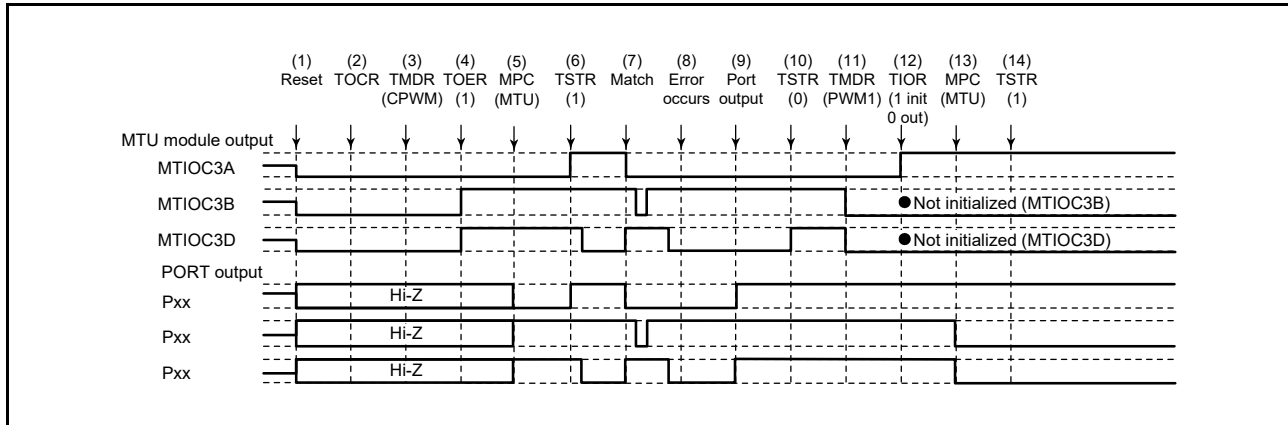 (1) (2) (3) (4) (5) (6) (7) (8) (9) (10) (11) (12) (13) (14)
Reset TOCR TMDR TOER MPC TSTR Match Error Port TSTR TMDR TIOR MPC TSTR
(CPWM) (1) (MTU) (1) occurs output (0) (PWM1) (1 init (MTU) (1)
0 out)
MTU module output
MTIOC3A
MTIOC3B ●Not initialized (MTIOC3B)
MTIOC3D ●Not initialized (MTIOC3D)
PORT output
Pxx Hi-Z
Pxx Hi-Z
Pxx Hi-Z